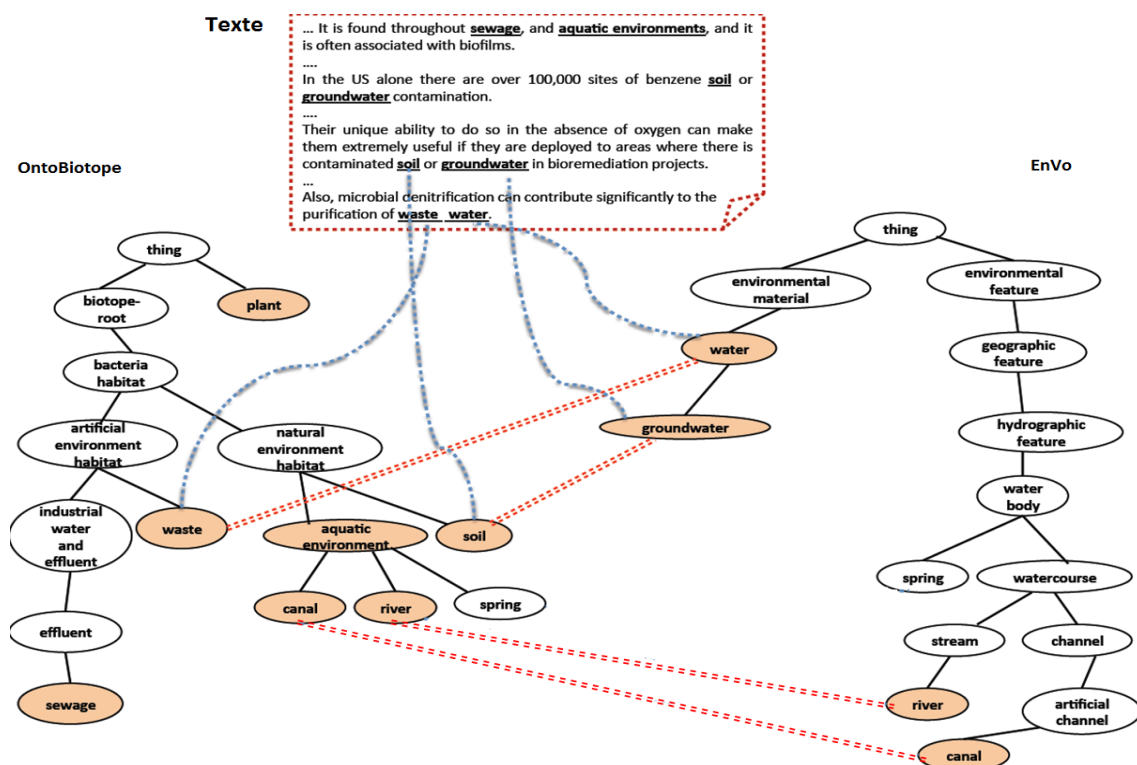 Texte
... It is found throughout sewage, and aquatic environments, and it
is often associated with biofilms.
....
In the US alone there are over 100,000 sites of benzene soil or
groundwater contamination.
....
Their unique ability to do so in the absence of oxygen can make
them extremely useful if they are deployed to areas where there is
contaminated soil or groundwater in bioremediation projects.
...
Also, microbial denitrification can contribute significantly to the
purification of waste water.
OntoBiotope
thing
biotope-
root
plant
bacteria
habitat
artificial
environment
habitat
natural
environment
habitat
industrial
water
and
effluent
waste
aquatic
environment
soil
canal
river
spring
effluent
sewage
EnVo
thing
environmental
material
environmental
feature
water
geographic
feature
groundwater
hydrographic
feature
water
body
spring
watercourse
stream
channel
river
artificial
channel
canal